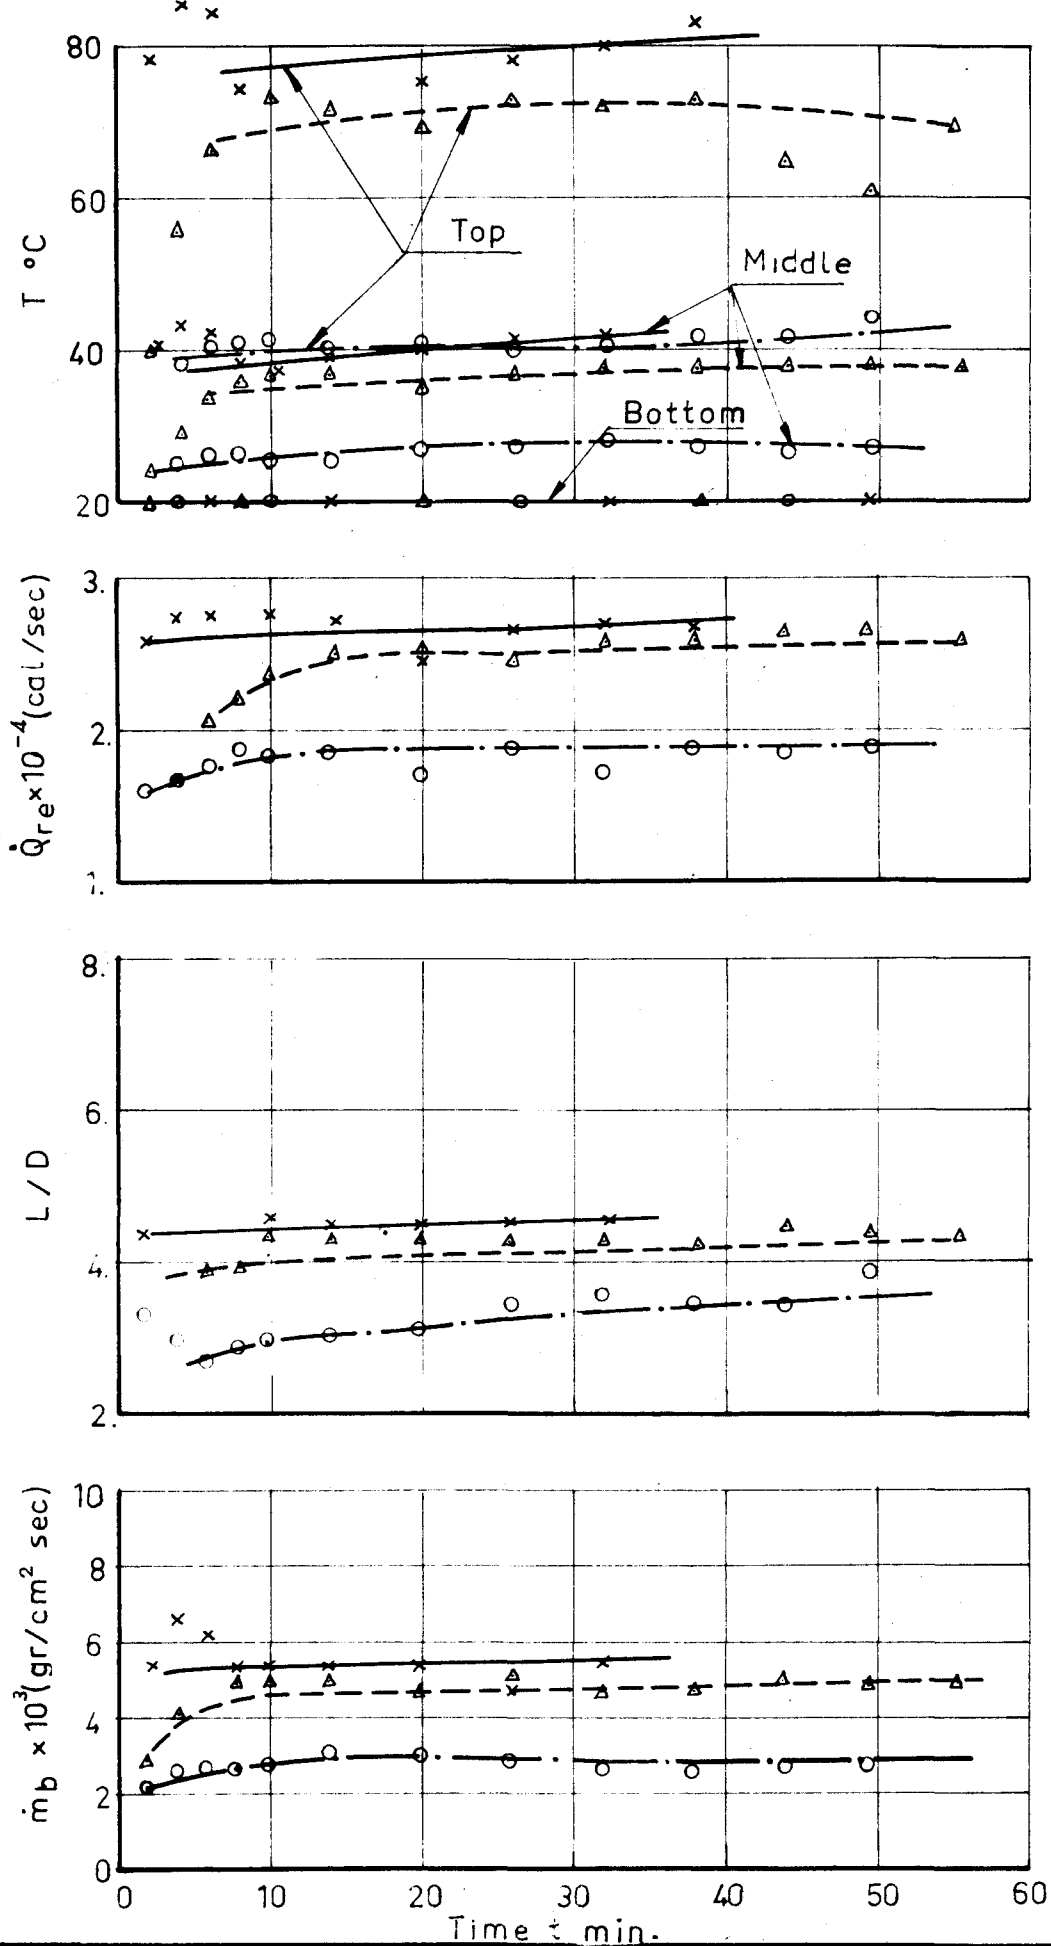 80
60
40
20
T °C
Top
Middle
Bottom
3.
2.
1.
Q̇re×10⁻⁴(cal/sec)
8.
6.
4.
2.
L/D
10
8
6
4
2
0
ṁb × 10³(gr/cm² sec)
0 10 20 30 40 50 60
Time t min.